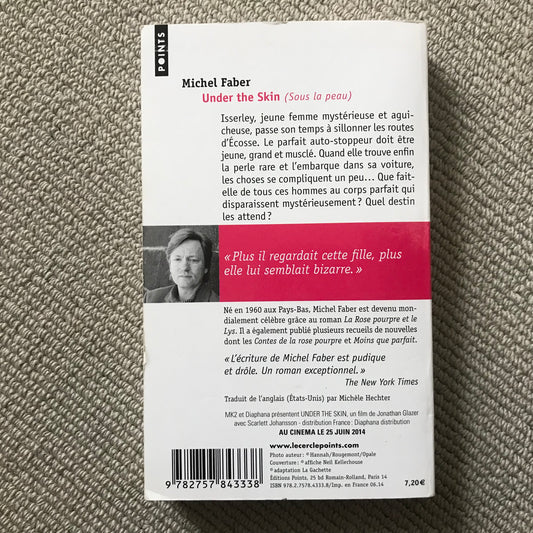 POINTS
Michel Faber
Under the Skin (Sous la peau)
Isserley, jeune femme mystérieuse et agui-
cheuse, passe son temps à sillonner les routes
d'Écosse. Le parfait auto-stoppeur doit être
jeune, grand et musclé. Quand elle trouve enfin
la perle rare et l'embarque dans sa voiture,
les choses se compliquent un peu... Que fait-
elle de tous ces hommes au corps parfait qui
disparaissent mystérieusement ? Quel destin
les attend ?
« Plus il regardait cette fille, plus
elle lui semblait bizarre. »
Né en 1960 aux Pays-Bas, Michel Faber est devenu mon-
dialement célèbre grâce au roman La Rose pourpre et le
Lys. Il a également publié plusieurs recueils de nouvelles
dont les Contes de la rose pourpre et Moins que parfait.
« L'écriture de Michel Faber est pudique
et drôle. Un roman exceptionnel. »
The New York Times
Traduit de l'anglais (États-Unis) par Michèle Hechter
MK2 et Diaphana présentent UNDER THE SKIN, un film de Jonathan Glazer
avec Scarlett Johansson - distribution France : Diaphana distribution
AU CINEMA LE 25 JUIN 2014
www.lecerclepoints.com
Photo auteur : © Hannah/Rougemont/Opale
Couverture : © affiche Neil Kellerhouse
© adaptation La Gachette
Éditions Points, 25 bd Romain-Rolland, Paris 14
ISBN 978.2.7578.4333.8/Imp. en France 06.14
7,20 €
9 782757 843338